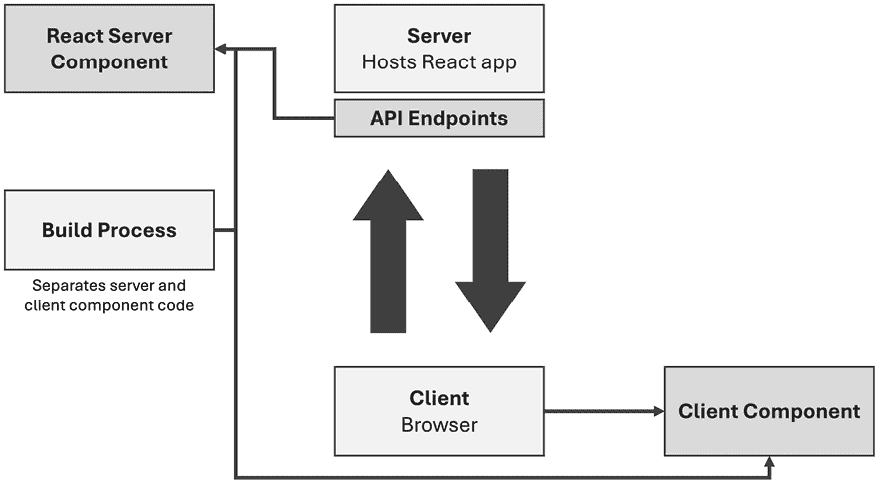 React Server
Component
Server
Hosts React app
API Endpoints
Build Process
Separates server and
client component code
Client
Browser
Client Component